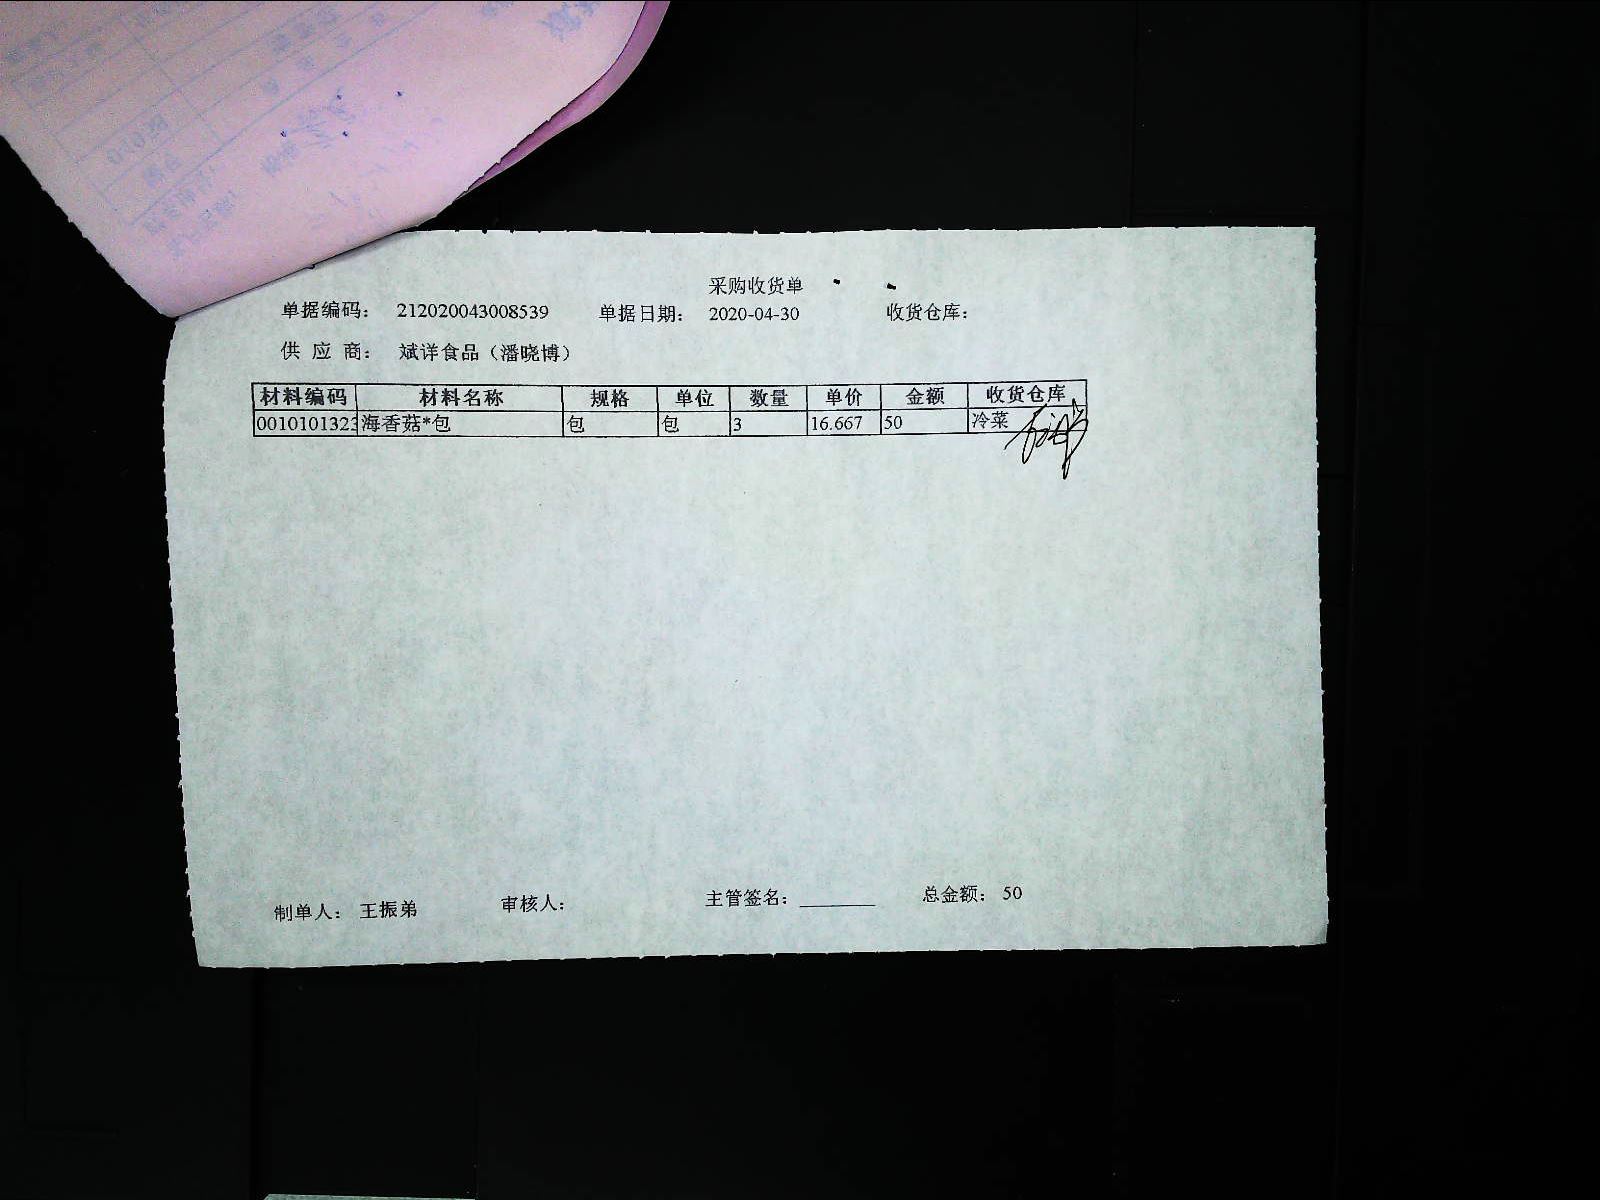 采购收货单
单据编码： 212020043008539 单据日期： 2020-04-30 收货仓库：
供 应 商： 斌详食品（潘晓博）
材料编码 材料名称 规格 单位 数量 单价 金额 收货仓库
0010101323 海香菇*包 包 包 3 16.667 50 冷菜
制单人： 王振弟 审核人： 主管签名： ________ 总金额： 50